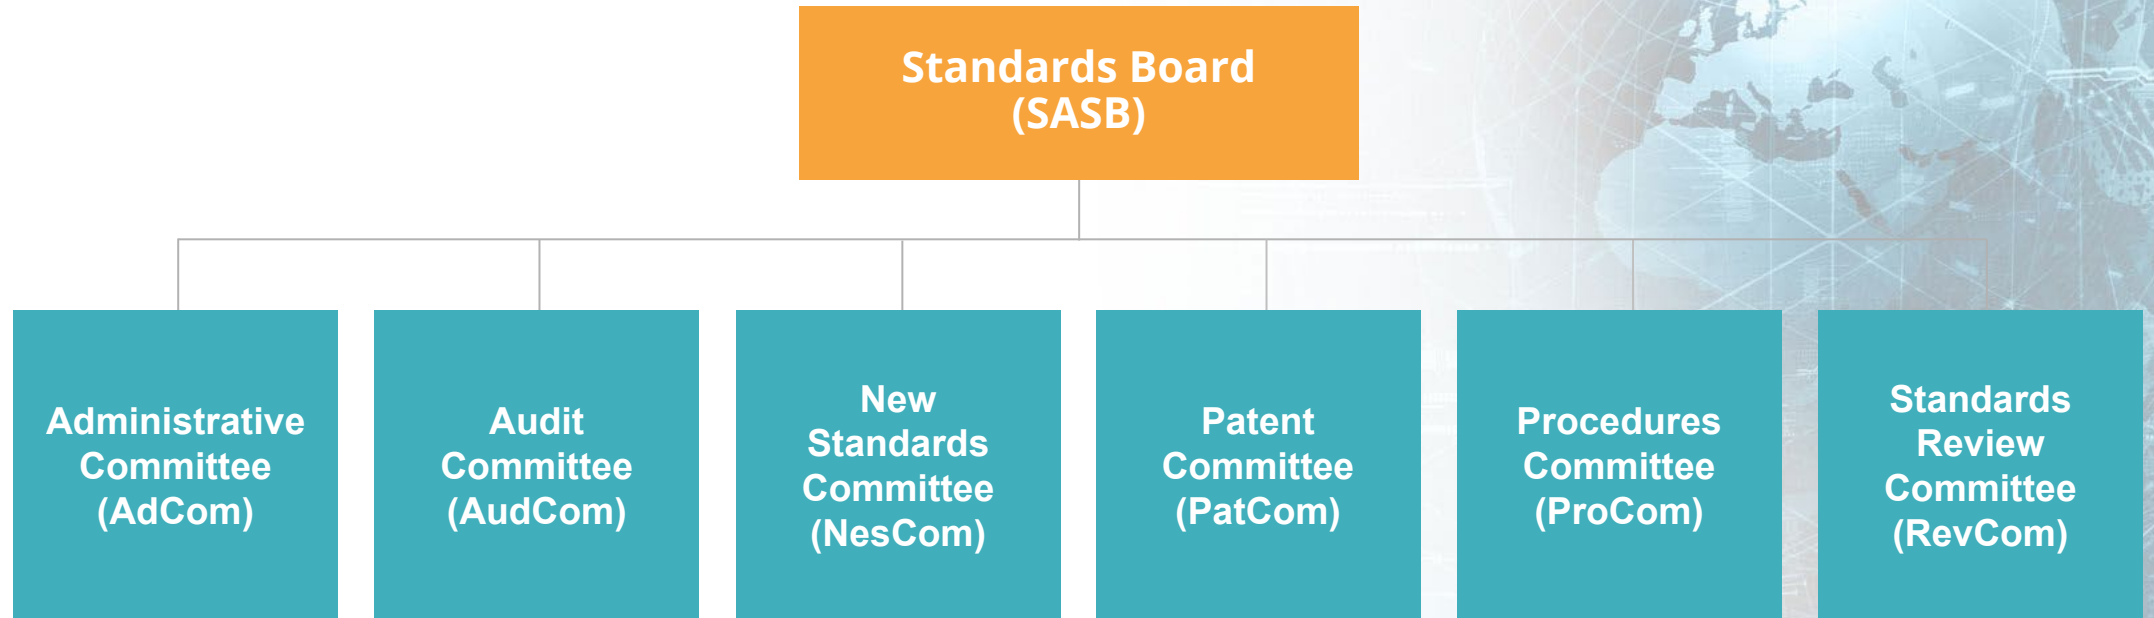 Standards Board
(SASB)
Administrative
Committee
(AdCom)
Audit
Committee
(AudCom)
New
Standards
Committee
(NesCom)
Patent
Committee
(PatCom)
Procedures
Committee
(ProCom)
Standards
Review
Committee
(RevCom)